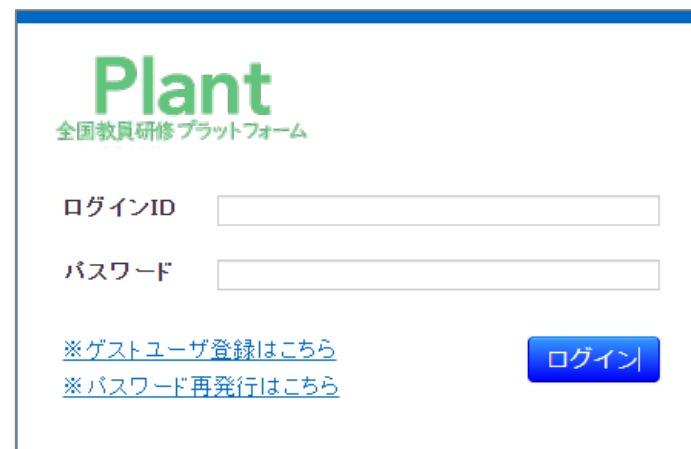 Plant
全国教員研修プラットフォーム
ログインID
パスワード
※ゲストユーザ登録はこちら
ログイン
※パスワード再発行はこちら